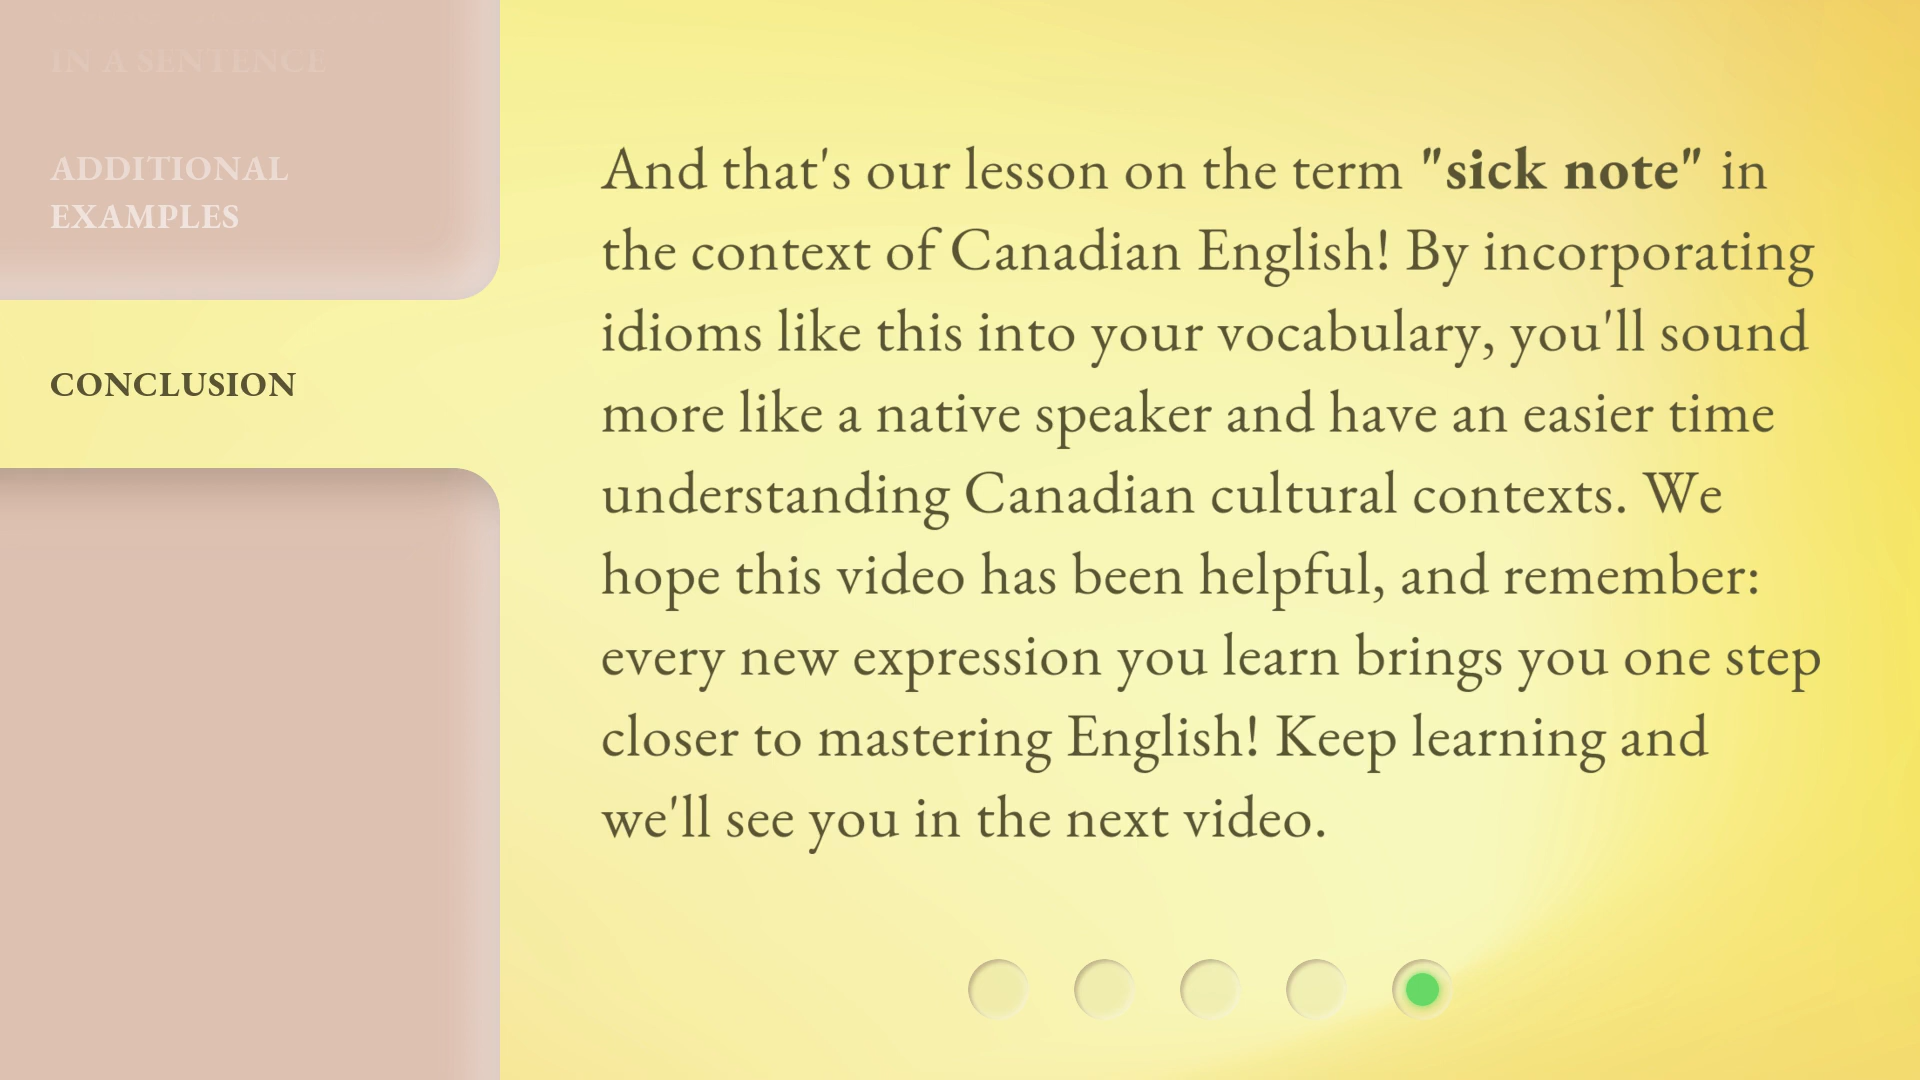 IN A SENTENCE
ADDITIONAL
EXAMPLES
CONCLUSION
And that's our lesson on the term "sick note" in
the context of Canadian English! By incorporating
idioms like this into your vocabulary, you'll sound
more like a native speaker and have an easier time
understanding Canadian cultural contexts. We
hope this video has been helpful, and remember:
every new expression you learn brings you one step
closer to mastering English! Keep learning and
we'll see you in the next video.